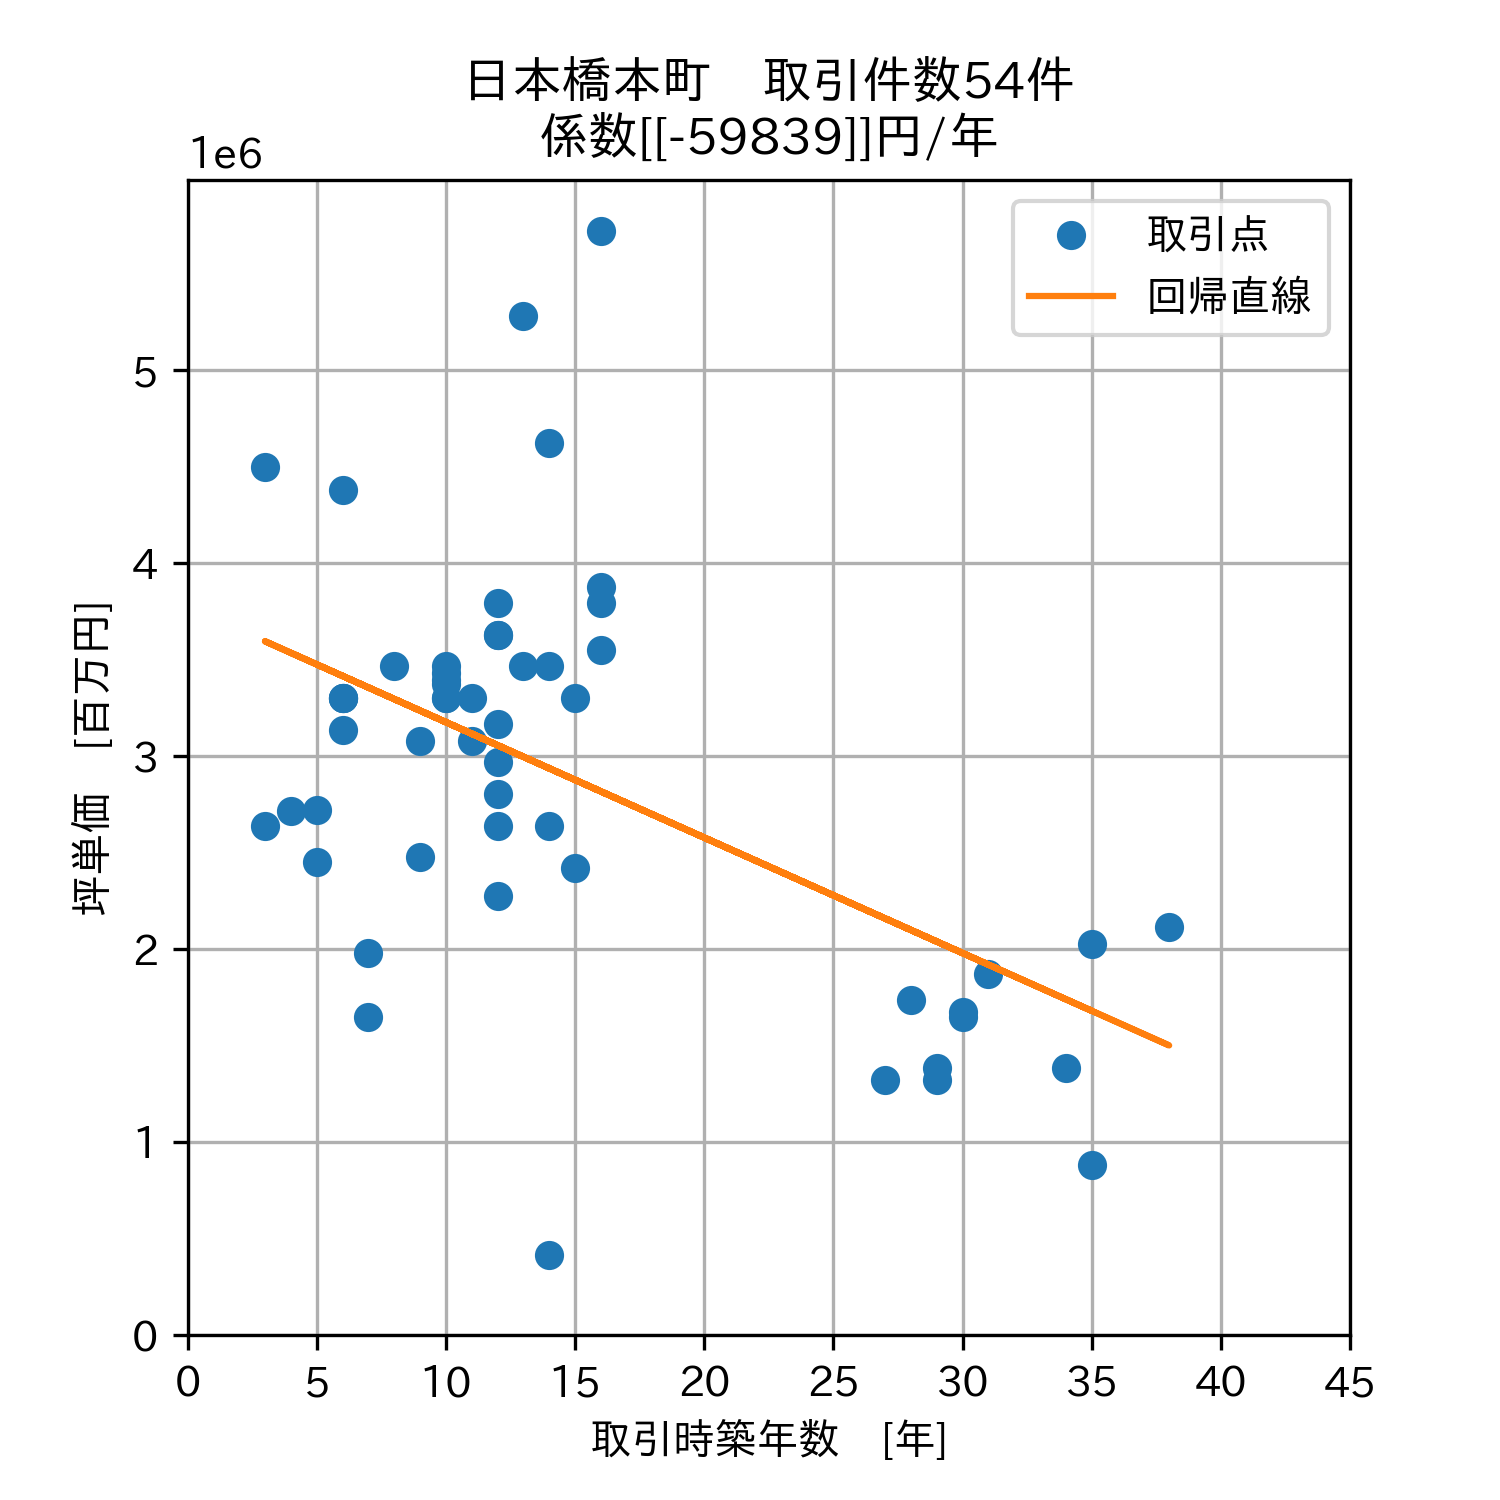 日本橋本町　取引件数54件
係数[[-59839]]円/年
1e6
取引点
回帰直線
5
4
3
2
1
0
坪単価　[百万円]
0 5 10 15 20 25 30 35 40 45
取引時築年数　[年]